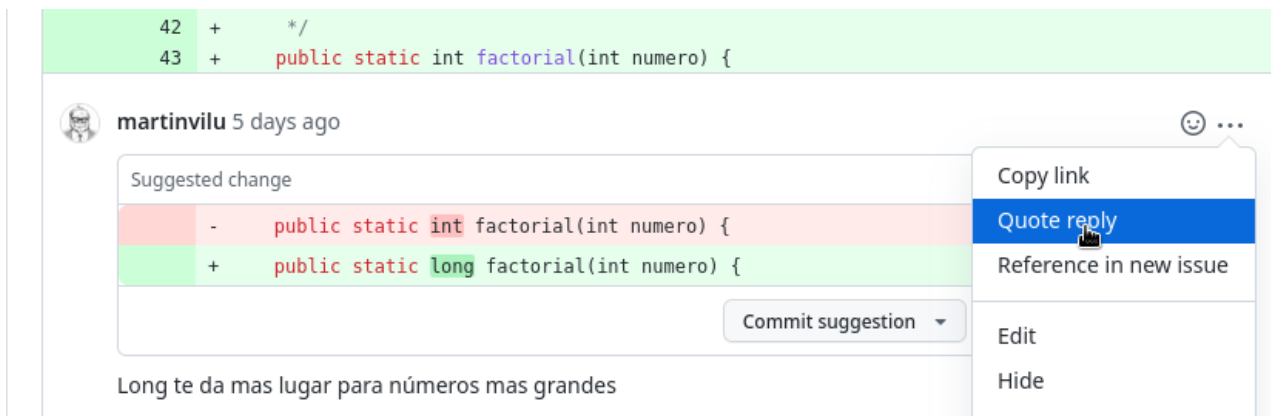 42 + */
43 + public static int factorial(int numero) {
martinvilu 5 days ago
Copy link
Suggested change
Quote reply
- public static int factorial(int numero) {
+ public static long factorial(int numero) {
Reference in new issue
Commit suggestion
Edit
Hide
Long te da mas lugar para números mas grandes